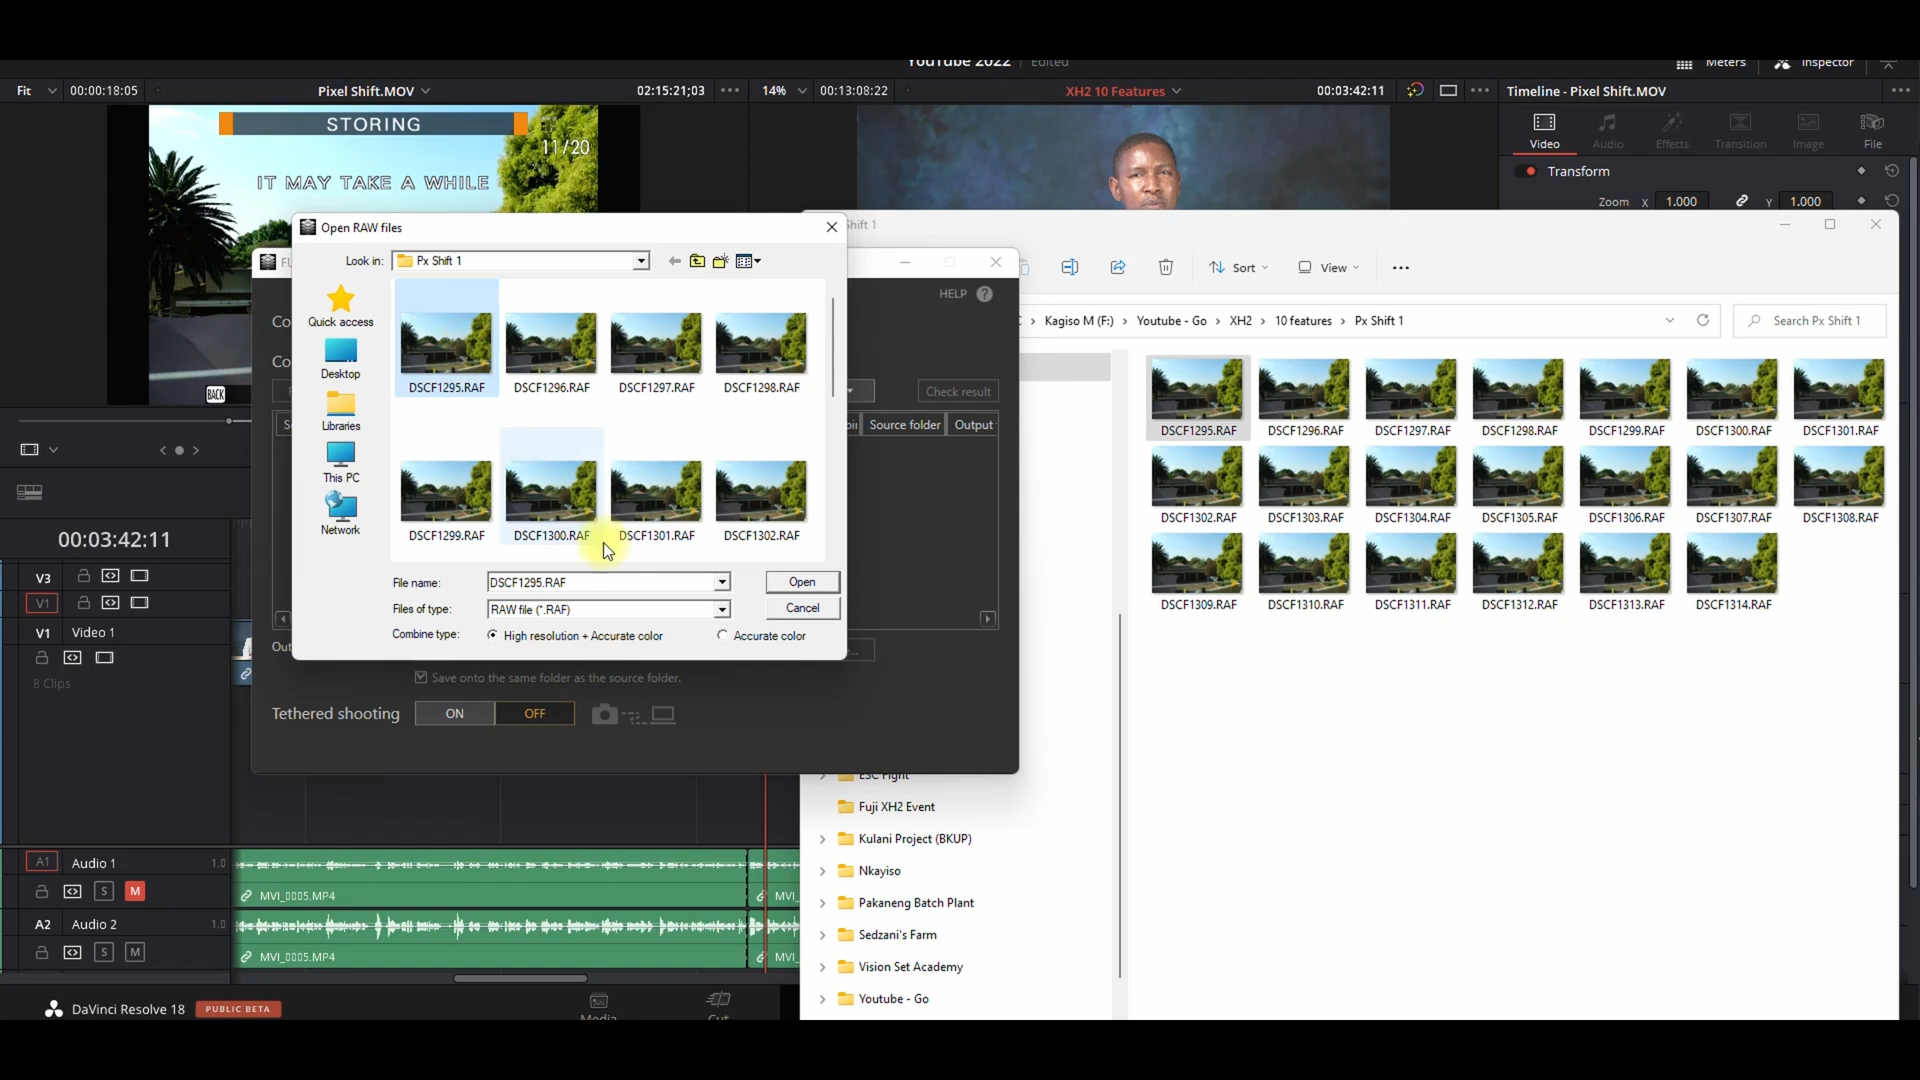 YouTube 2022 Edited
Meters
Inspector
Fit 00:00:18:05 Pixel Shift.MOV 02:15:21;03
14% 00:13:08:22 XH2 10 Features 00:03:42:11
Timeline - Pixel Shift.MOV
Video Audio Effects Transition Image File
Transform
Zoom X 1.000 Y 1.000
STORING
11/20
IT MAY TAKE A WHILE
BACK
Open RAW files
Look in: Px Shift 1
Quick access
Desktop
Libraries
This PC
Network
DSCF1295.RAF DSCF1296.RAF DSCF1297.RAF DSCF1298.RAF
DSCF1299.RAF DSCF1300.RAF DSCF1301.RAF DSCF1302.RAF
File name: DSCF1295.RAF Open
Files of type: RAW file (*.RAF) Cancel
Combine type: High resolution + Accurate color Accurate color
HELP ?
Check result
Source folder Output
Save onto the same folder as the source folder.
Tethered shooting ON OFF
Shift 1
Sort View
Kagiso M (F:) Youtube - Go XH2 10 features Px Shift 1
Search Px Shift 1
DSCF1295.RAF DSCF1296.RAF DSCF1297.RAF DSCF1298.RAF DSCF1299.RAF DSCF1300.RAF DSCF1301.RAF
DSCF1302.RAF DSCF1303.RAF DSCF1304.RAF DSCF1305.RAF DSCF1306.RAF DSCF1307.RAF DSCF1308.RAF
DSCF1309.RAF DSCF1310.RAF DSCF1311.RAF DSCF1312.RAF DSCF1313.RAF DSCF1314.RAF
ESC Fight
Fuji XH2 Event
Kulani Project (BKUP)
Nkayiso
Pakaneng Batch Plant
Sedzani's Farm
Vision Set Academy
Youtube - Go
00:03:42:11
V3
V1
V1 Video 1
8 Clips
A1 Audio 1 1.0
S M
MVI_0005.MP4 MVI_
A2 Audio 2 1.0
S M
MVI_0005.MP4 MVI_
DaVinci Resolve 18 PUBLIC BETA
Media Cut